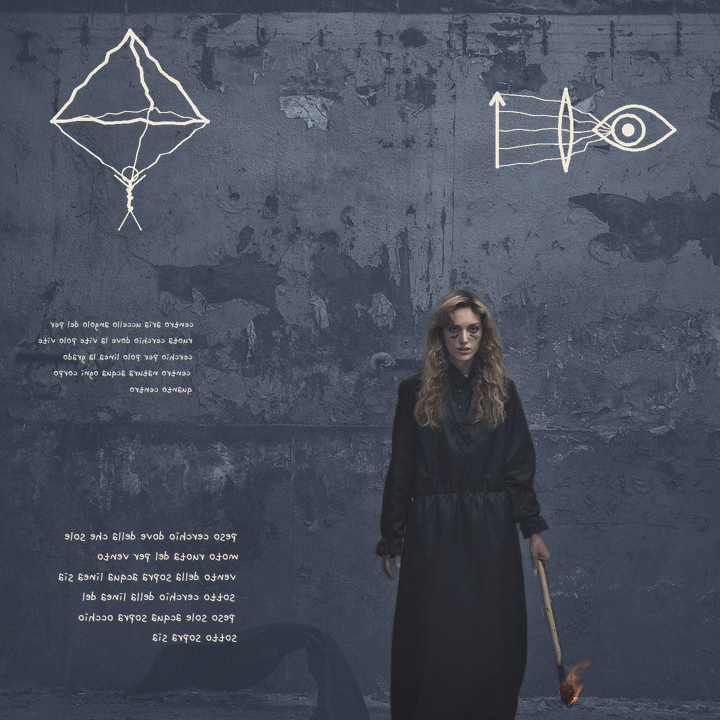 centro aria uccello angolo del per
ruota cerchio dove la vite polo vite
cerchio per polo linea la grado
centro natura acqua ogni corpo
quanto centro
peso cerchio dove della che sole
moto ruota del per vento
vento della sopra acqua linea sia
sotto cerchio della linea del
peso sole acqua sopra occhio
sotto sopra sia